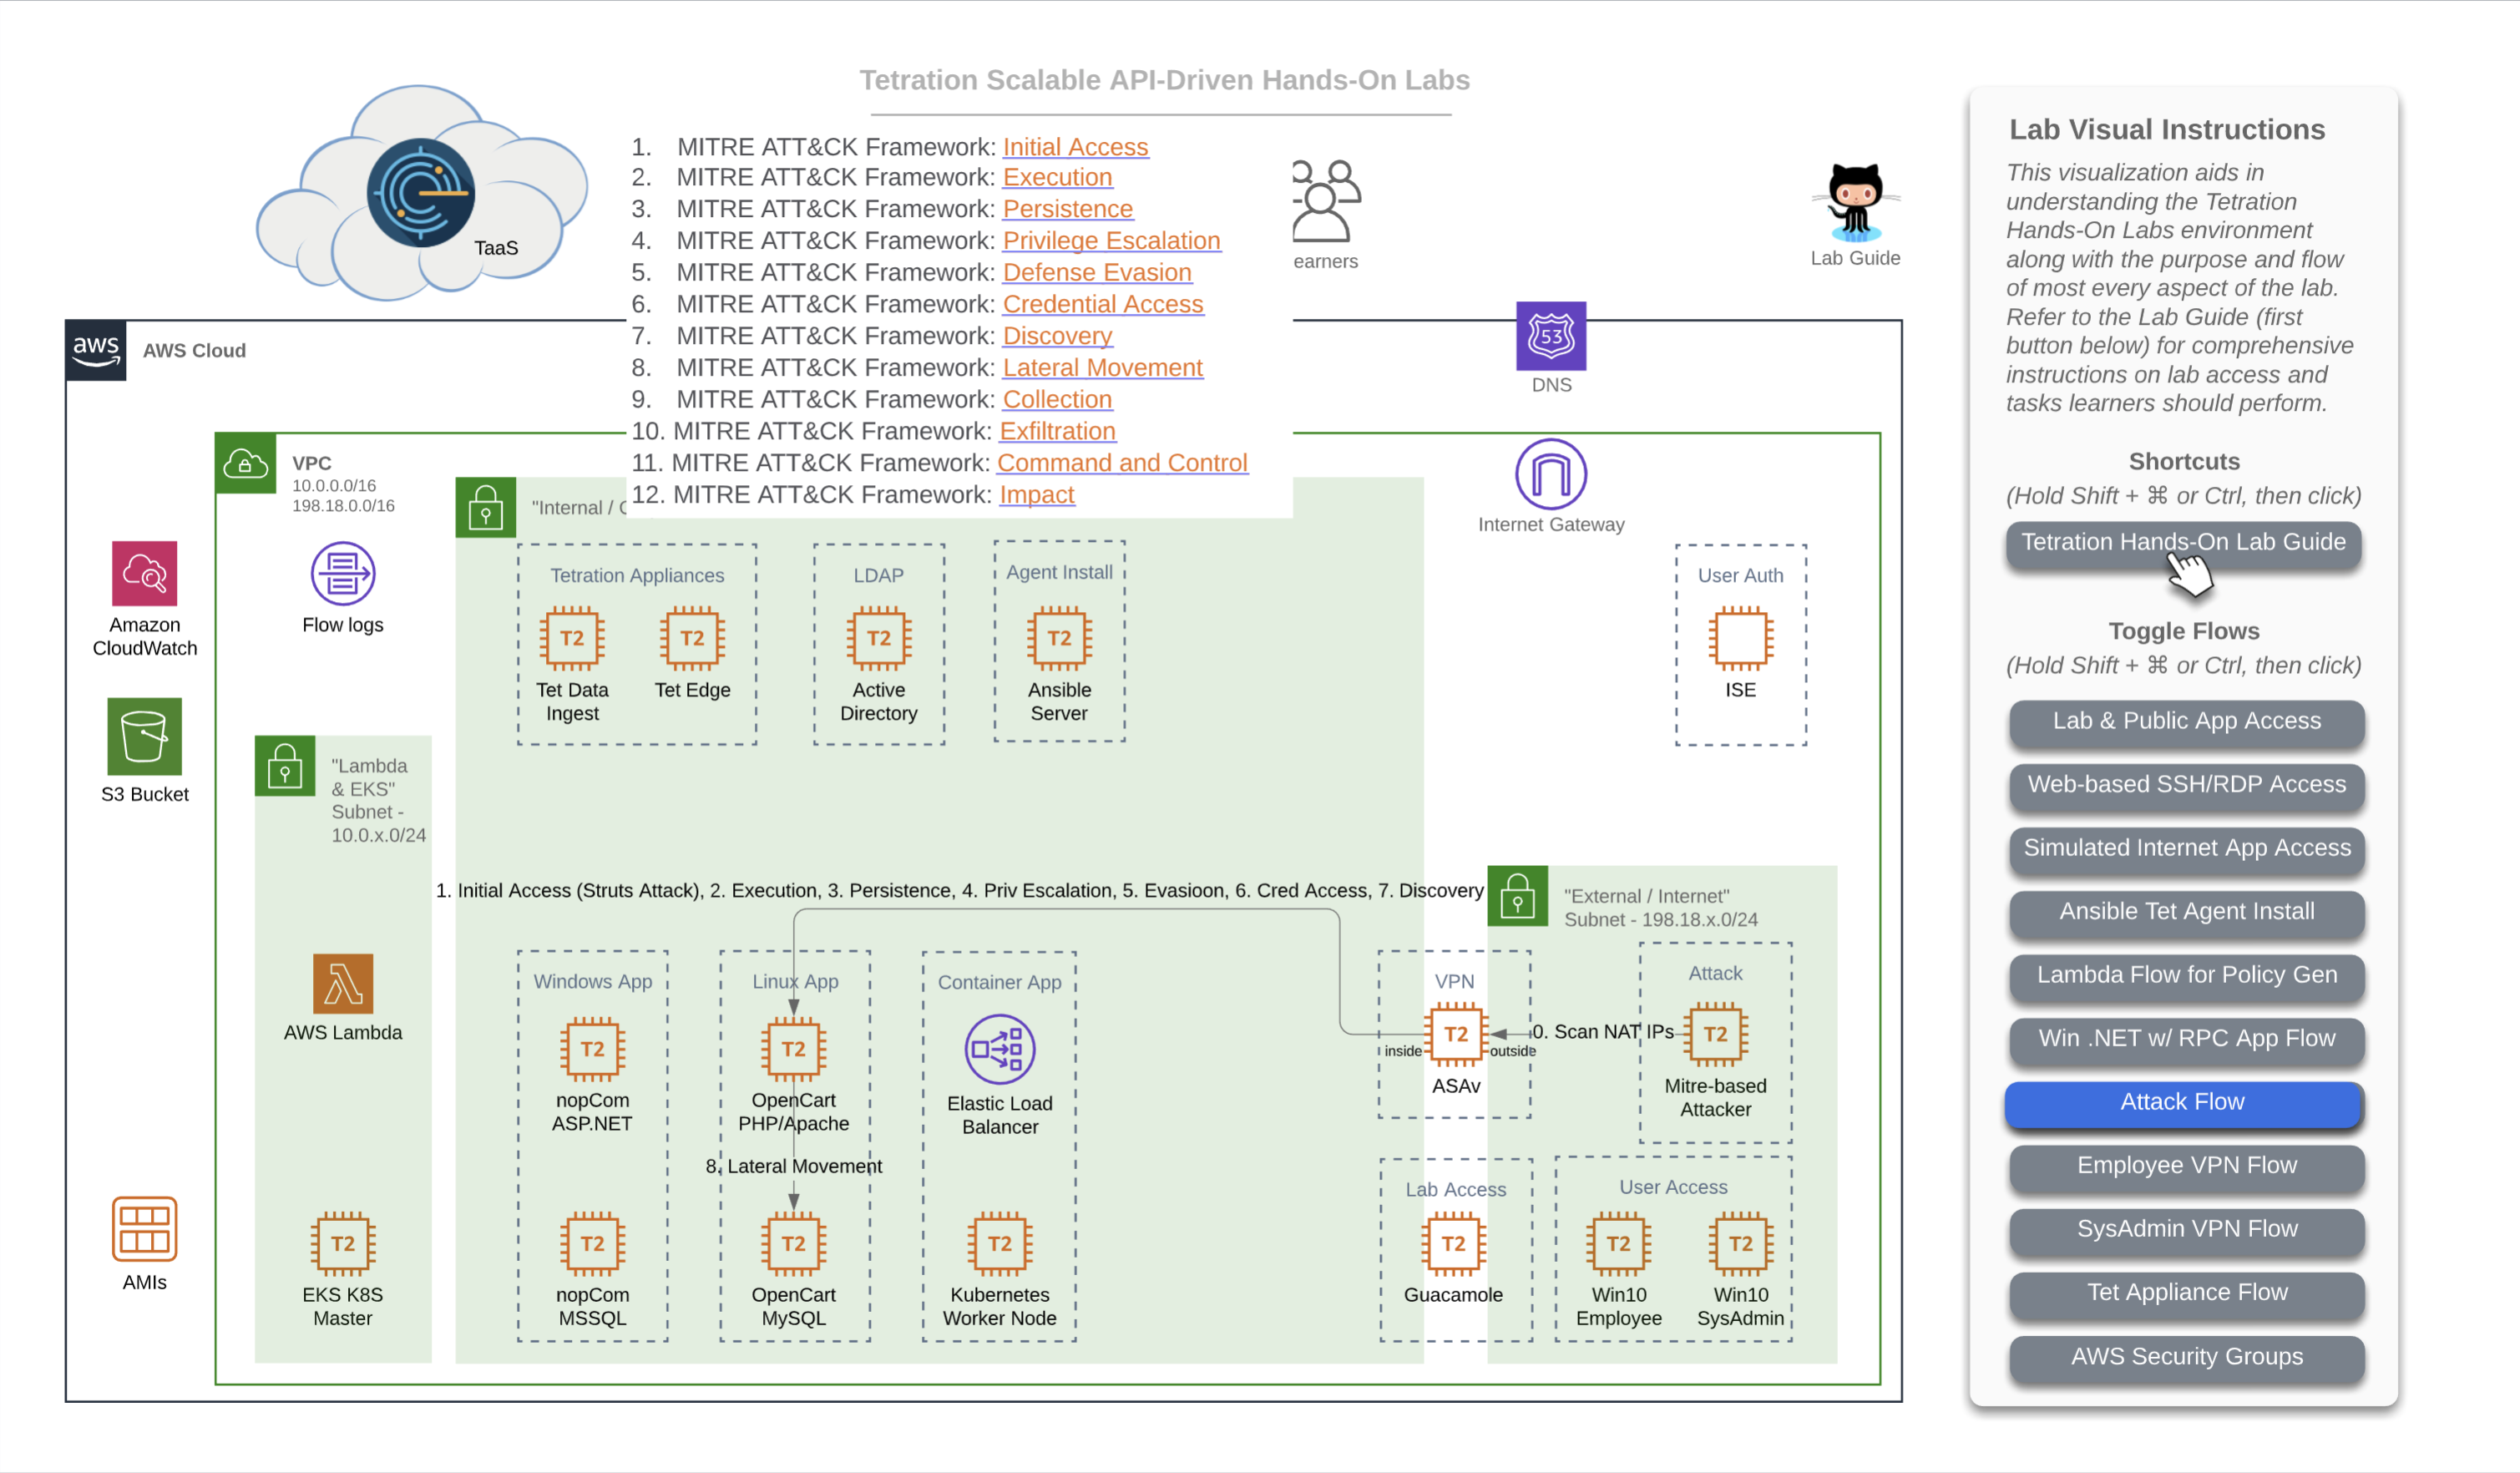 Tetration Scalable API-Driven Hands-On Labs
TaaS
1. MITRE ATT&CK Framework: Initial Access
2. MITRE ATT&CK Framework: Execution
3. MITRE ATT&CK Framework: Persistence
4. MITRE ATT&CK Framework: Privilege Escalation
5. MITRE ATT&CK Framework: Defense Evasion
6. MITRE ATT&CK Framework: Credential Access
7. MITRE ATT&CK Framework: Discovery
8. MITRE ATT&CK Framework: Lateral Movement
9. MITRE ATT&CK Framework: Collection
10. MITRE ATT&CK Framework: Exfiltration
11. MITRE ATT&CK Framework: Command and Control
12. MITRE ATT&CK Framework: Impact
earners
Lab Guide
aws
AWS Cloud
53
DNS
VPC
10.0.0.0/16
198.18.0.0/16
"Internal /
Internet Gateway
Amazon
CloudWatch
Flow logs
S3 Bucket
Tetration Appliances
T2
T2
Tet Data
Ingest
Tet Edge
LDAP
T2
Active
Directory
Agent Install
T2
Ansible
Server
User Auth
ISE
"Lambda
& EKS"
Subnet -
10.0.x.0/24
1. Initial Access (Struts Attack), 2. Execution, 3. Persistence, 4. Priv Escalation, 5. Evasioon, 6. Cred Access, 7. Discovery
"External / Internet"
Subnet - 198.18.x.0/24
AWS Lambda
Windows App
T2
nopCom
ASP.NET
Linux App
T2
OpenCart
PHP/Apache
Container App
Elastic Load
Balancer
VPN
T2
inside
outside
ASAv
0. Scan NAT IPs
Attack
T2
Mitre-based
Attacker
8. Lateral Movement
AMIs
T2
EKS K8S
Master
T2
nopCom
MSSQL
T2
OpenCart
MySQL
T2
Kubernetes
Worker Node
Lab Access
T2
Guacamole
User Access
T2
T2
Win10
Employee
Win10
SysAdmin
Lab Visual Instructions
This visualization aids in
understanding the Tetration
Hands-On Labs environment
along with the purpose and flow
of most every aspect of the lab.
Refer to the Lab Guide (first
button below) for comprehensive
instructions on lab access and
tasks learners should perform.
Shortcuts
(Hold Shift + ⌘ or Ctrl, then click)
Tetration Hands-On Lab Guide
Toggle Flows
(Hold Shift + ⌘ or Ctrl, then click)
Lab & Public App Access
Web-based SSH/RDP Access
Simulated Internet App Access
Ansible Tet Agent Install
Lambda Flow for Policy Gen
Win .NET w/ RPC App Flow
Attack Flow
Employee VPN Flow
SysAdmin VPN Flow
Tet Appliance Flow
AWS Security Groups